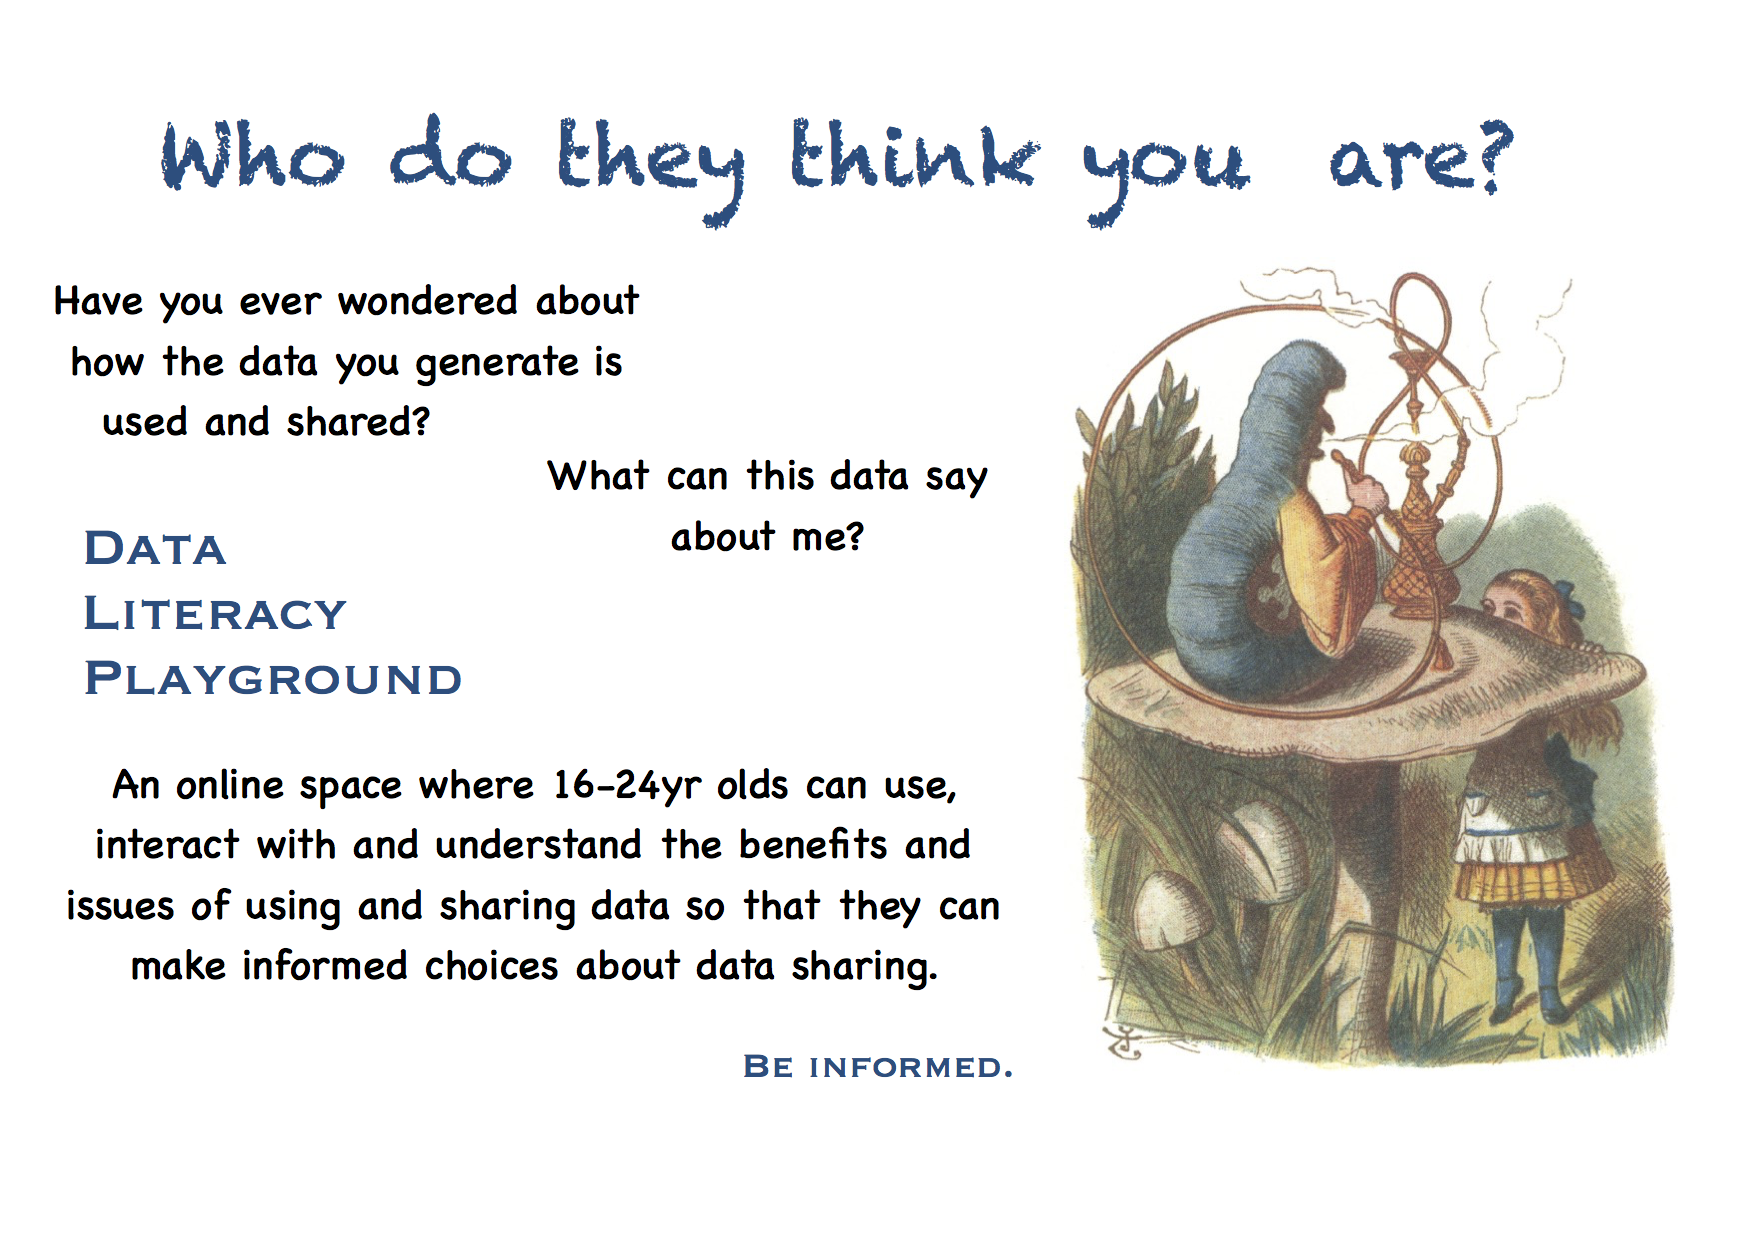 Who do they think you are?
Have you ever wondered about
how the data you generate is
used and shared?
What can this data say
about me?
DATA
LITERACY
PLAYGROUND
An online space where 16-24yr olds can use,
interact with and understand the benefits and
issues of using and sharing data so that they can
make informed choices about data sharing.
BE INFORMED.